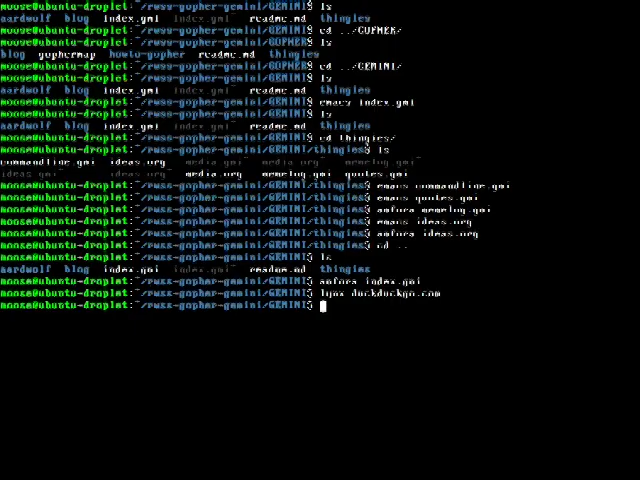 moose@ubuntu-droplet:~/rwss-gopher-gemini/GEMINI$ ls
aardwolf  blog  index.gmi  index.gmi~  readme.md  thingies
moose@ubuntu-droplet:~/rwss-gopher-gemini/GEMINI$ cd ../GOPHER/
moose@ubuntu-droplet:~/rwss-gopher-gemini/GOPHER$ ls
blog  gophermap  howto-gopher  readme.md  thingies
moose@ubuntu-droplet:~/rwss-gopher-gemini/GOPHER$ cd ../GEMINI/
moose@ubuntu-droplet:~/rwss-gopher-gemini/GEMINI$ ls
aardwolf  blog  index.gmi  index.gmi~  readme.md  thingies
moose@ubuntu-droplet:~/rwss-gopher-gemini/GEMINI$ emacs index.gmi
moose@ubuntu-droplet:~/rwss-gopher-gemini/GEMINI$ ls
aardwolf  blog  index.gmi  index.gmi~  readme.md  thingies
moose@ubuntu-droplet:~/rwss-gopher-gemini/GEMINI$ cd thingies/
moose@ubuntu-droplet:~/rwss-gopher-gemini/GEMINI/thingies$ ls
commandline.gmi  ideas.org  media.gmi~  media.org~  memelog.gmi~
ideas.gmi~  ideas.org~  media.org  memelog.gmi  quotes.gmi
moose@ubuntu-droplet:~/rwss-gopher-gemini/GEMINI/thingies$ emacs commandline.gmi
moose@ubuntu-droplet:~/rwss-gopher-gemini/GEMINI/thingies$ emacs quotes.gmi
moose@ubuntu-droplet:~/rwss-gopher-gemini/GEMINI/thingies$ amfora memelog.gmi
moose@ubuntu-droplet:~/rwss-gopher-gemini/GEMINI/thingies$ emacs ideas.org
moose@ubuntu-droplet:~/rwss-gopher-gemini/GEMINI/thingies$ amfora ideas.org
moose@ubuntu-droplet:~/rwss-gopher-gemini/GEMINI/thingies$ cd ..
moose@ubuntu-droplet:~/rwss-gopher-gemini/GEMINI$ ls
aardwolf  blog  index.gmi  index.gmi~  readme.md  thingies
moose@ubuntu-droplet:~/rwss-gopher-gemini/GEMINI$ amfora index.gmi
moose@ubuntu-droplet:~/rwss-gopher-gemini/GEMINI$ lynx duckduckgo.com
moose@ubuntu-droplet:~/rwss-gopher-gemini/GEMINI$